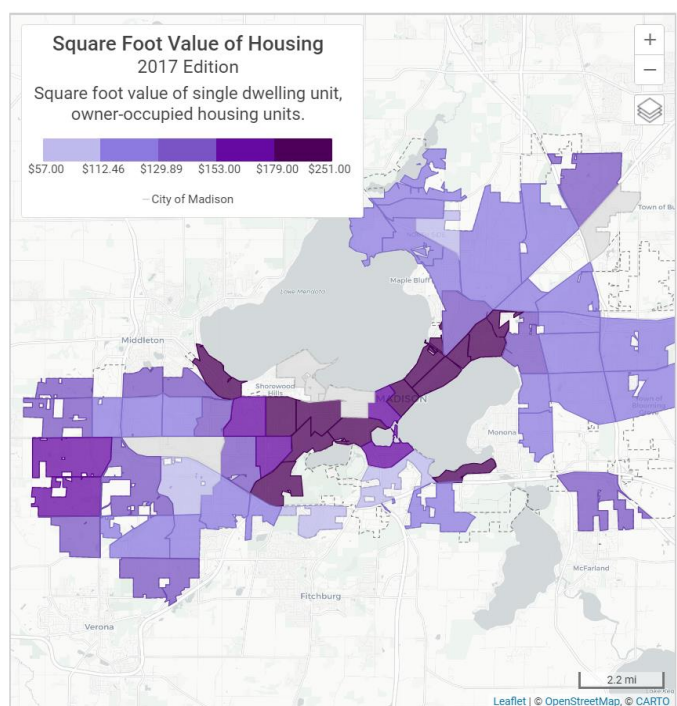 Square Foot Value of Housing
2017 Edition
Square foot value of single dwelling unit,
owner-occupied housing units.
$57.00 $112.46 $129.89 $153.00 $179.00 $251.00
City of Madison
+
−
Town of Bu
Maple Bluff
Lake Mendota
Middleton
Shorewood
Hills
MADISON
Town of
Monona
McFarland
Fitchburg
Verona
2.2 mi
Leaflet | © OpenStreetMap, © CARTO